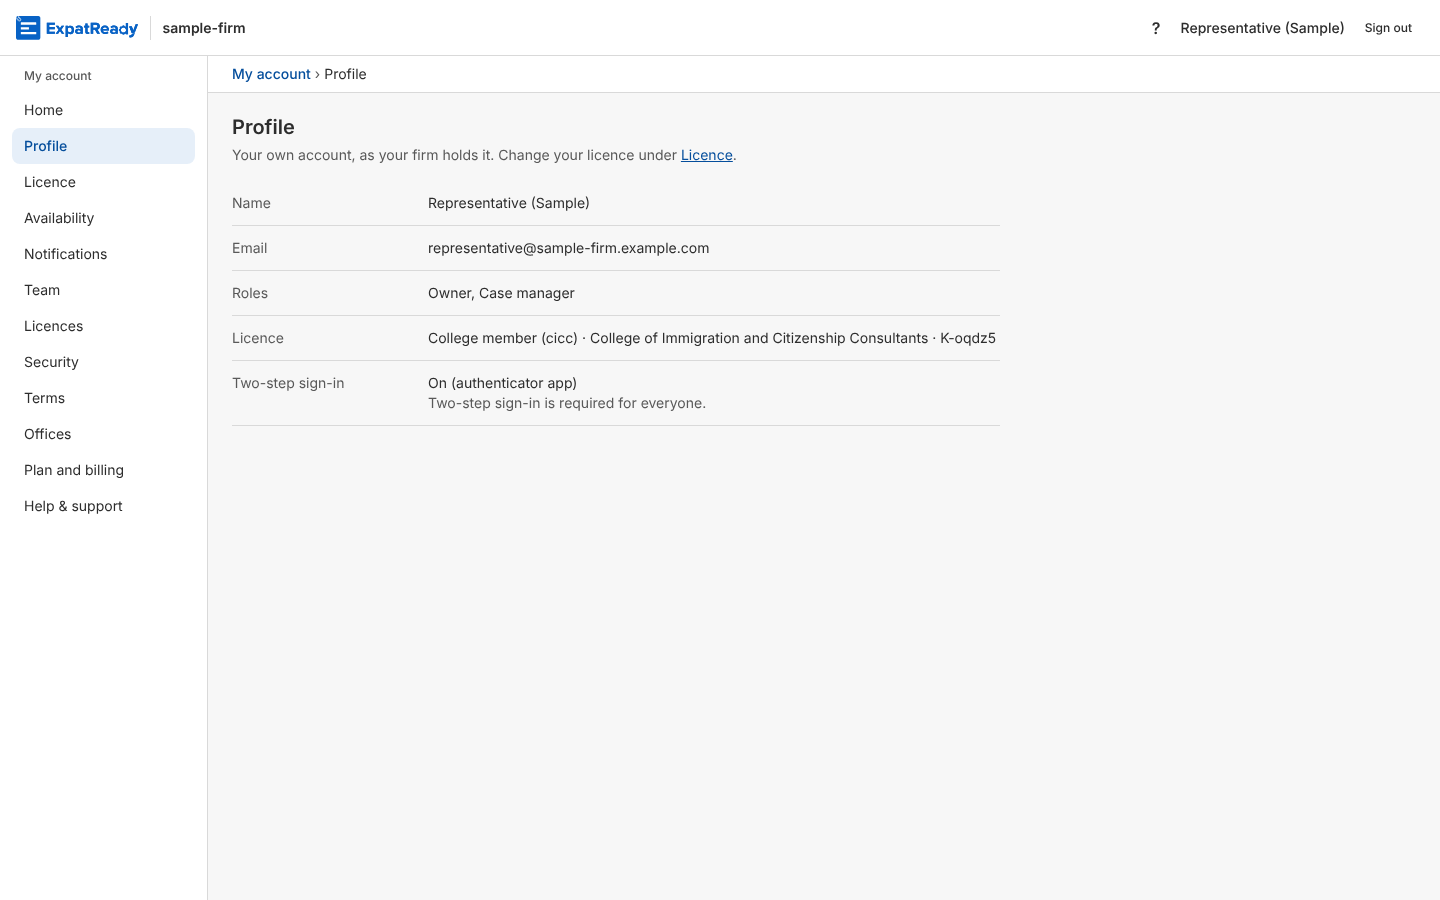 ExpatReady
sample-firm
?
Representative (Sample)
Sign out
My account
Home
Profile
Licence
Availability
Notifications
Team
Licences
Security
Terms
Offices
Plan and billing
Help & support
My account › Profile
Profile
Your own account, as your firm holds it. Change your licence under Licence.
Name
Representative (Sample)
Email
representative@sample-firm.example.com
Roles
Owner, Case manager
Licence
College member (cicc) · College of Immigration and Citizenship Consultants · K-oqdz5
Two-step sign-in
On (authenticator app)
Two-step sign-in is required for everyone.